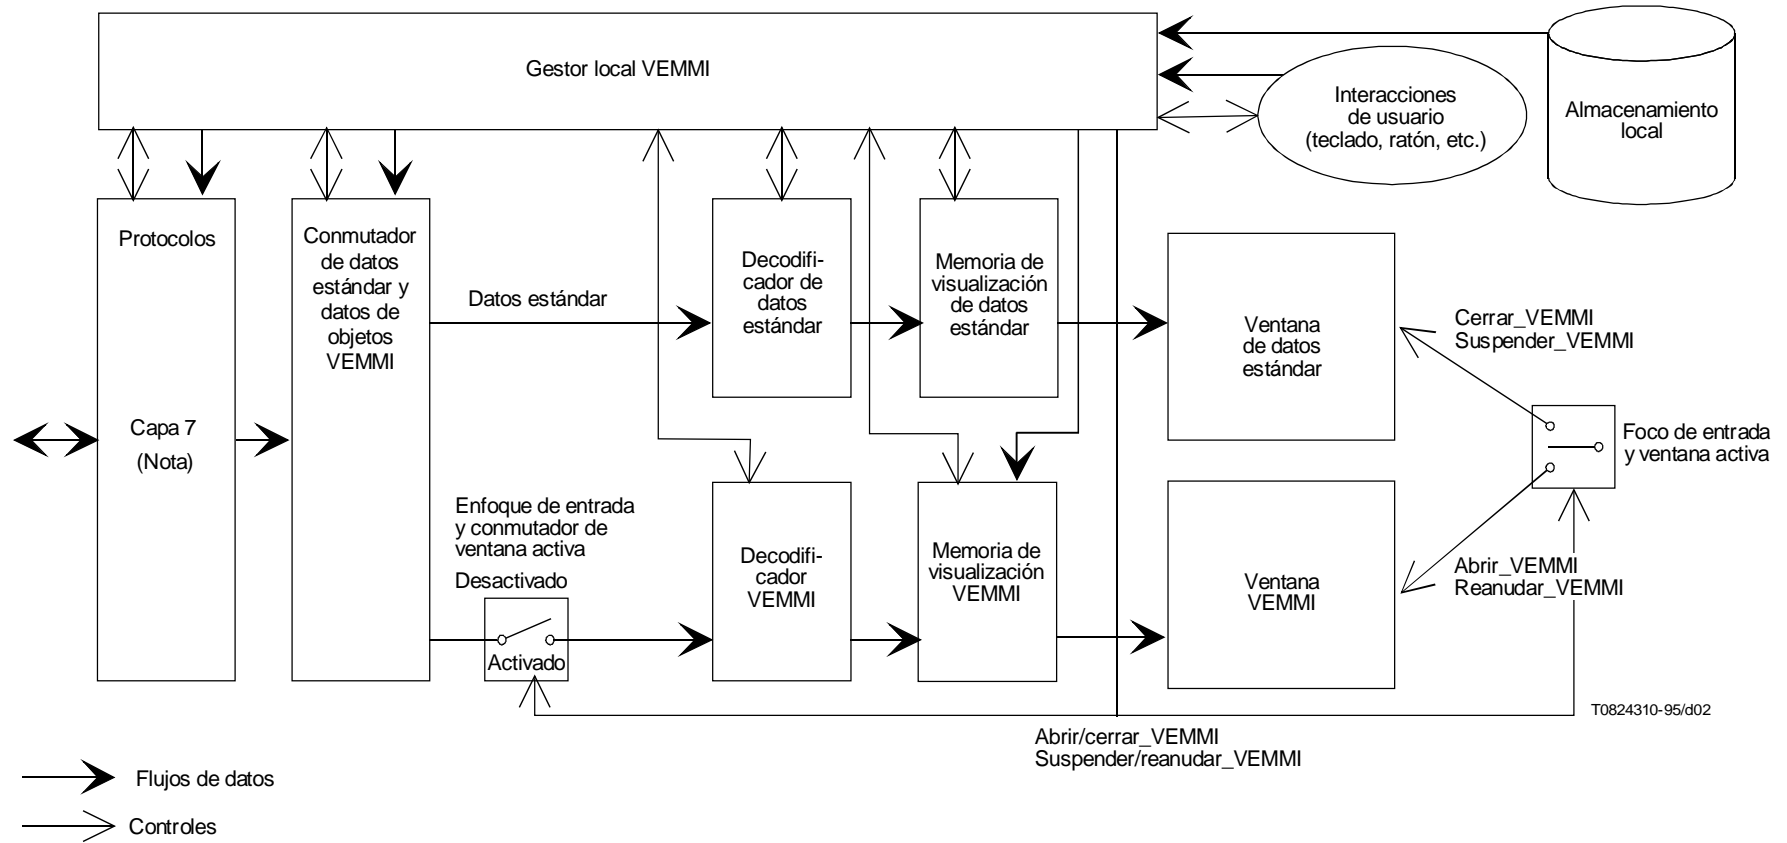 Gestor local VEMMI
Interacciones
de usuario
(teclado, ratón, etc.)
Almacenamiento
local
Protocolos
Capa 7
(Nota)
Conmutador
de datos
estándar y
datos de
objetos
VEMMI
Datos estándar
Decodifi-
cador de
datos
estándar
Memoria de
visualización
de datos
estándar
Ventana
de datos
estándar
Cerrar_VEMMI
Suspender_VEMMI
Foco de entrada
y ventana activa
Enfoque de entrada
y conmutador de
ventana activa
Desactivado
Activado
Decodifi-
cador
VEMMI
Memoria de
visualización
VEMMI
Ventana
VEMMI
Abrir_VEMMI
Reanudar_VEMMI
T0824310-95/d02
Abrir/cerrar_VEMMI
Suspender/reanudar_VEMMI
Flujos de datos
Controles